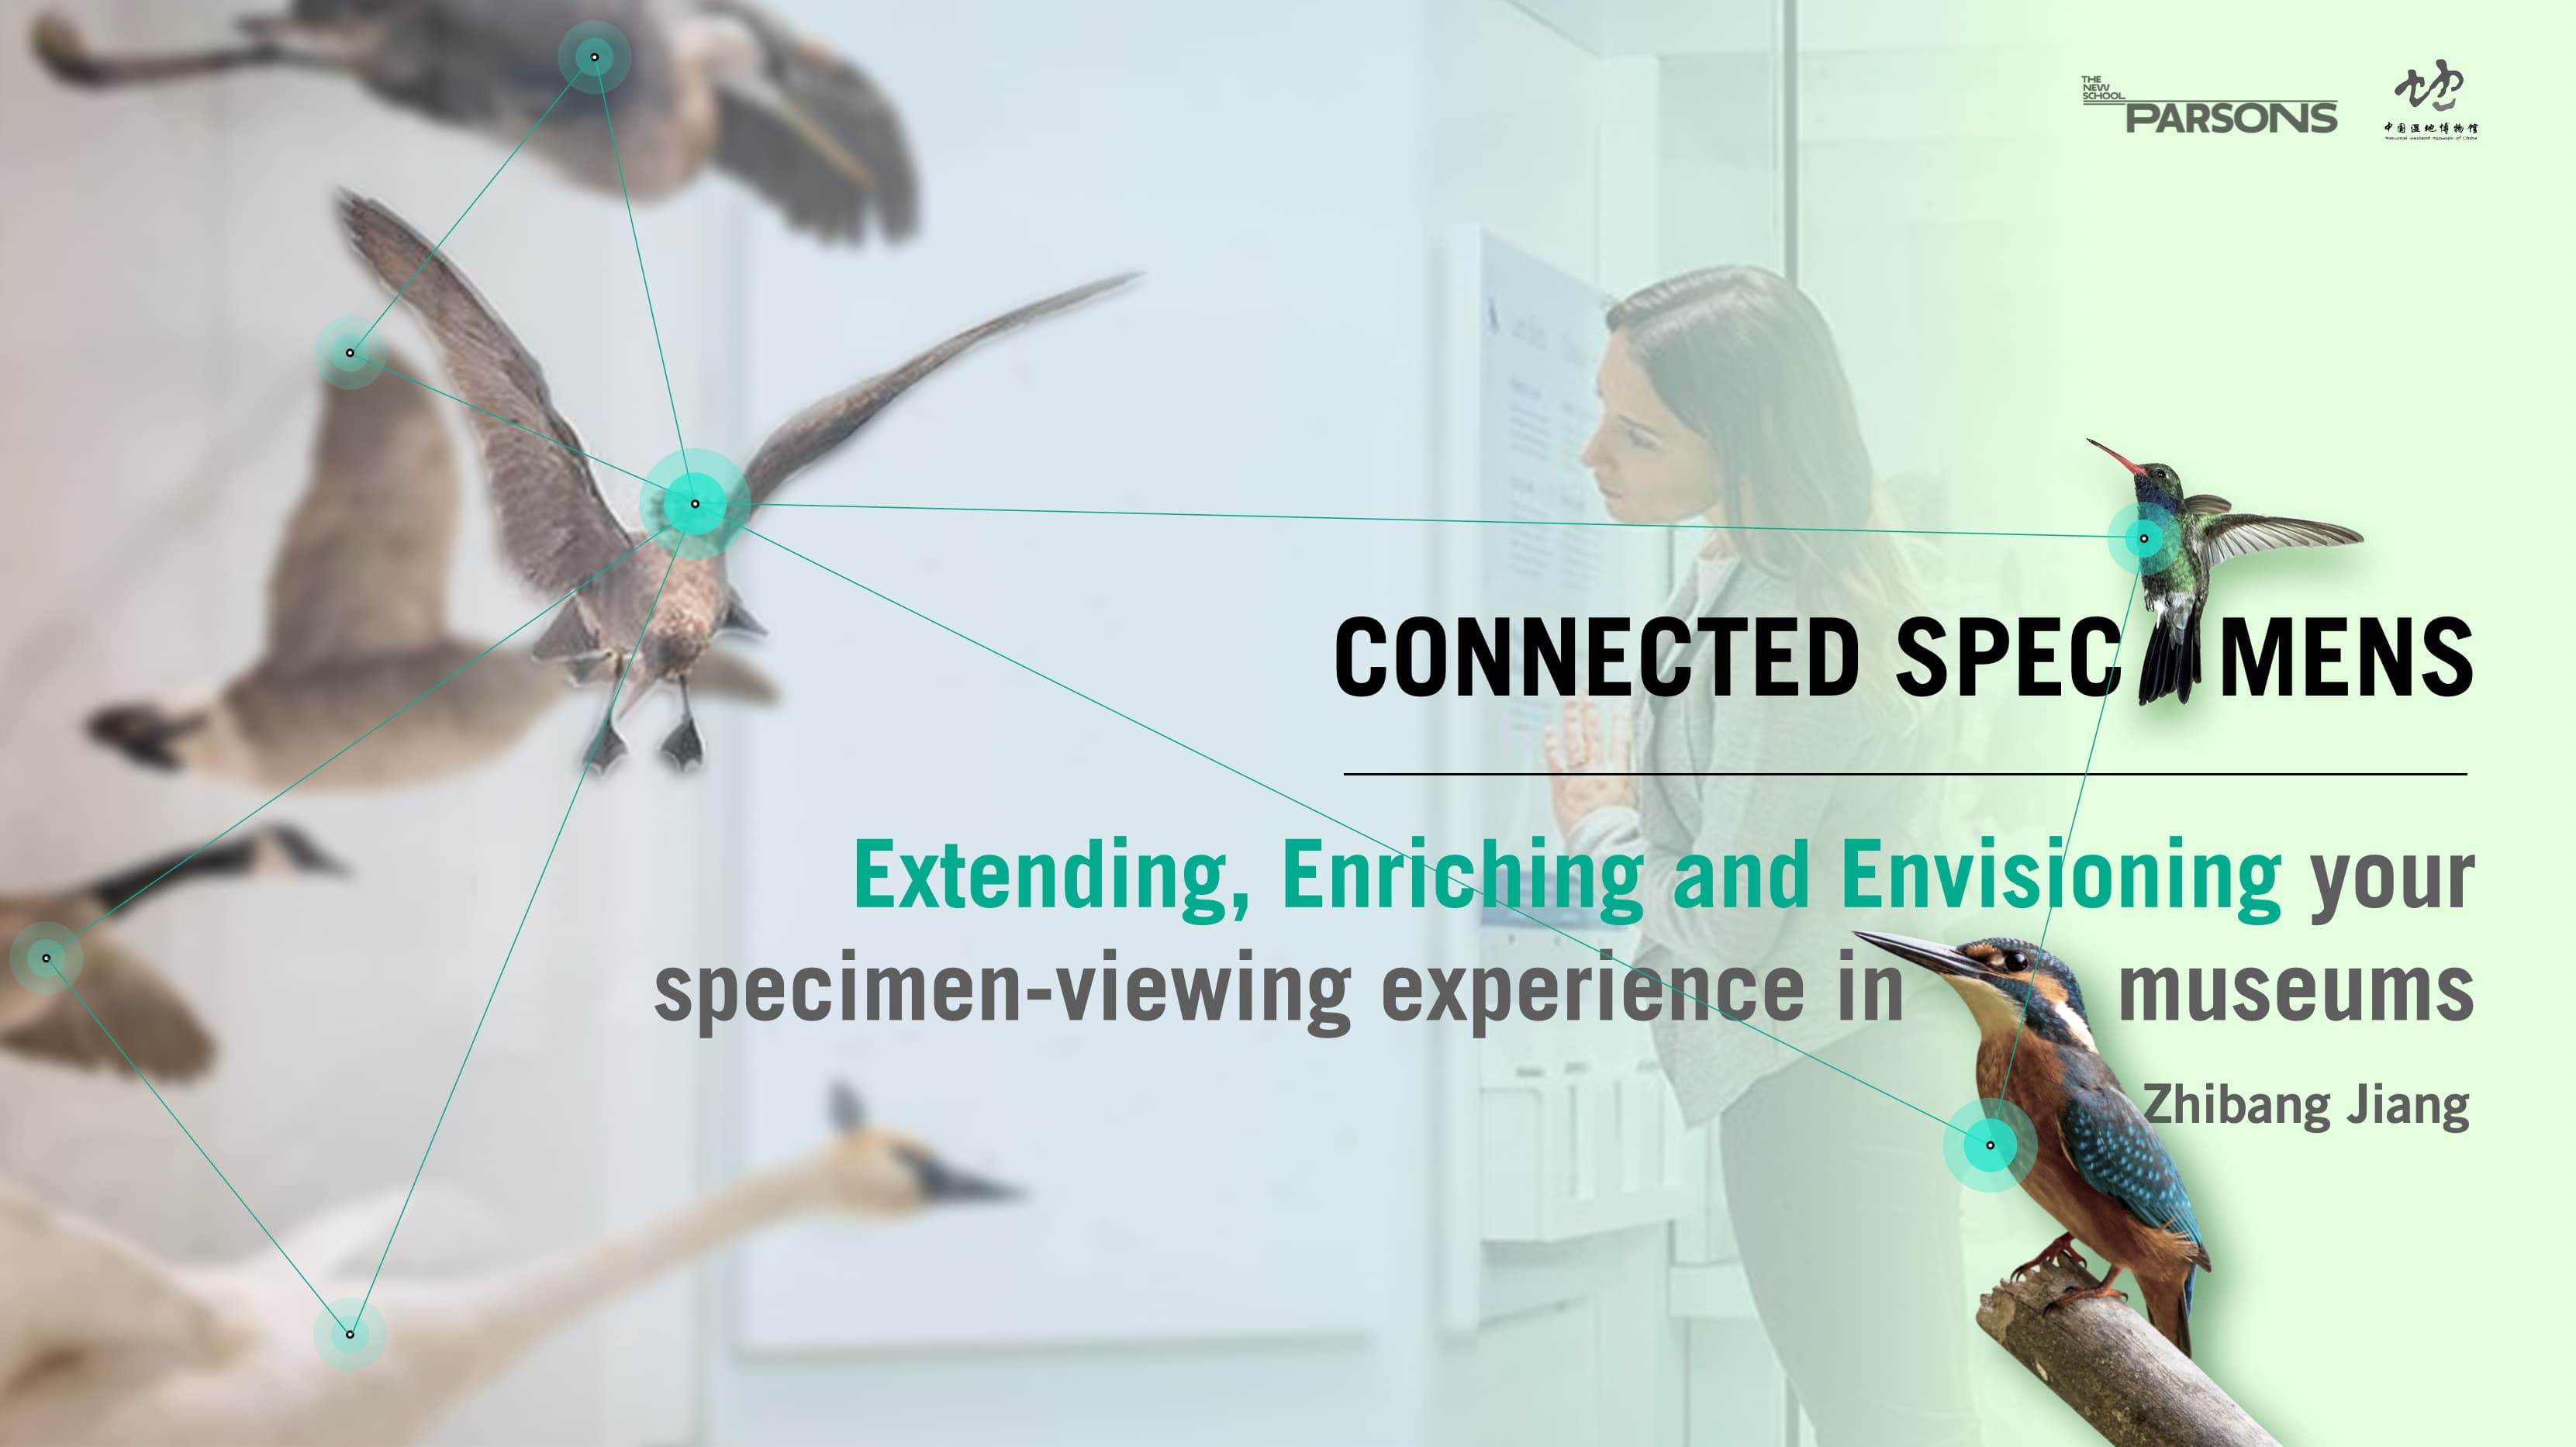 THE
NEW
SCHOOL
PARSONS
中国湿地博物馆
National Wetland Museum of China
CONNECTED SPEC MENS
Extending, Enriching and Envisioning your
specimen-viewing experience in museums
Zhibang Jiang